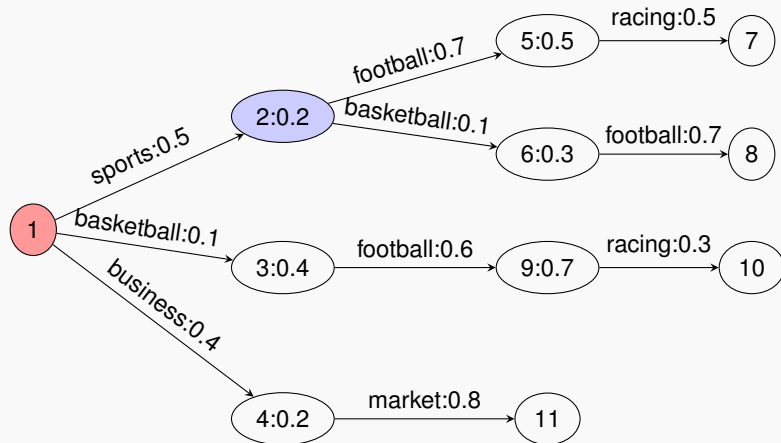 racing:0.5
5:0.5
7
football:0.7
2:0.2
basketball:0.1
6:0.3
football:0.7
8
sports:0.5
1
basketball:0.1
3:0.4
football:0.6
9:0.7
racing:0.3
10
business:0.4
4:0.2
market:0.8
11